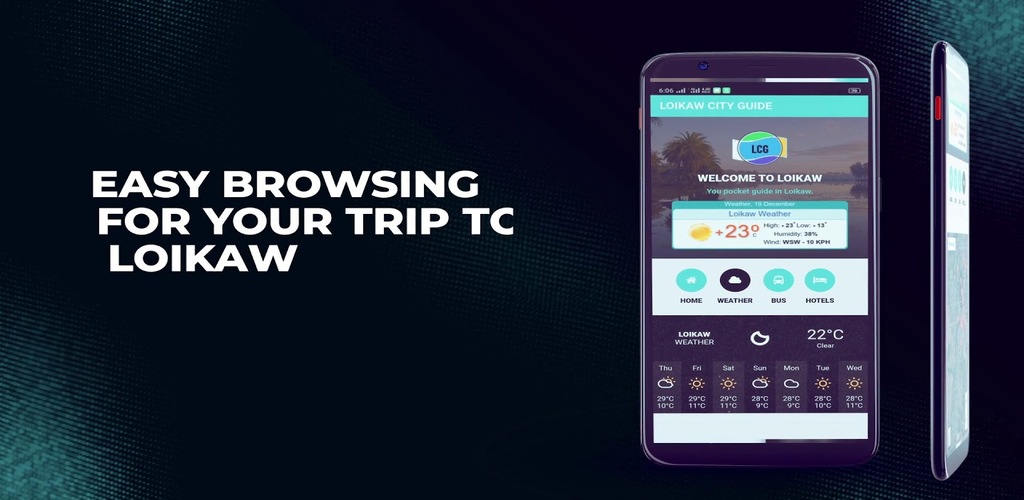 EASY BROWSING
FOR YOUR TRIP TO
LOIKAW
6:06
LOIKAW CITY GUIDE
LCG
WELCOME TO LOIKAW
You pocket guide in Loikaw.
Weather, 19 December
Loikaw Weather
+23° C
High: +23° Low: +13°
Humidity: 38%
Wind: WSW - 10 KPH
HOME WEATHER BUS HOTELS
LOIKAW
WEATHER
22°C
Clear
Thu Fri Sat Sun Mon Tue Wed
29°C 29°C 29°C 28°C 28°C 28°C 28°C
10°C 11°C 11°C 9°C 9°C 10°C 11°C